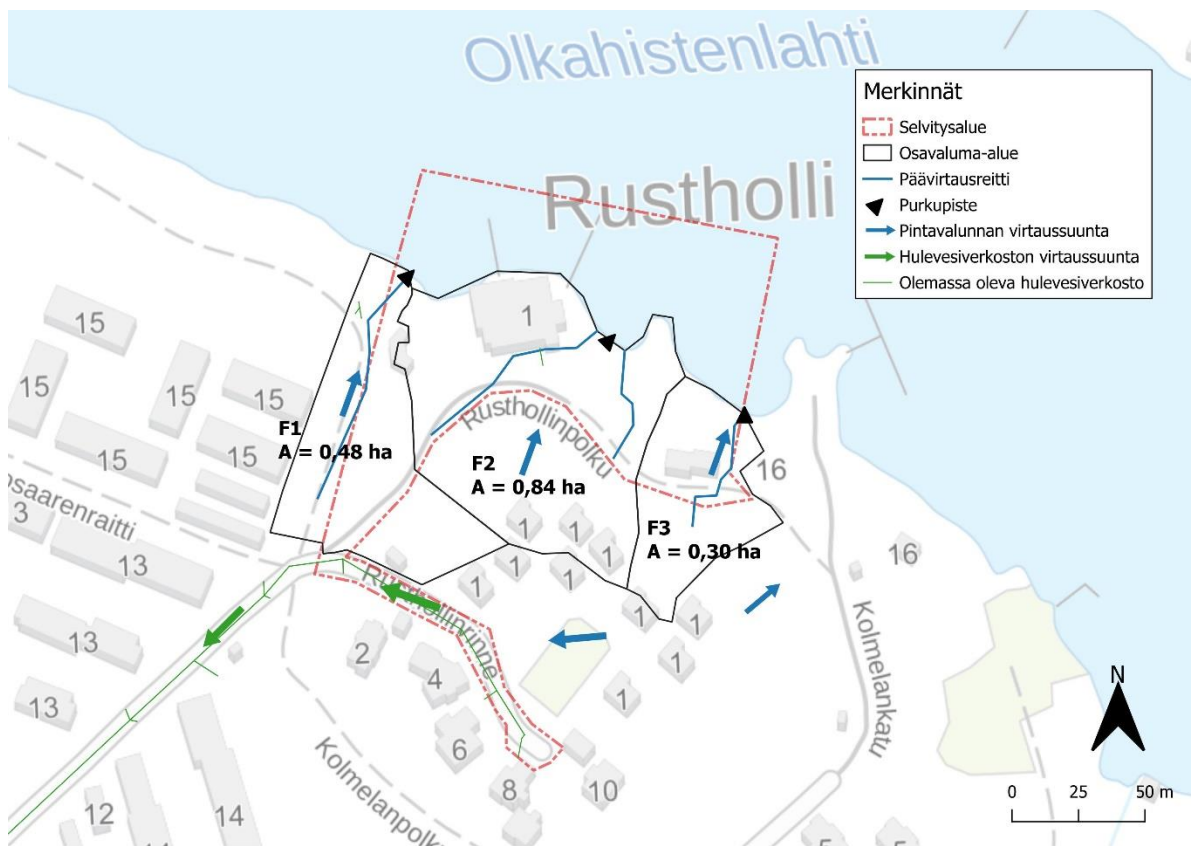 Olkahistenlahti
Rustholli
Merkinnät
Selvitysalue
Osavaluma-alue
Päävirtausreitti
Purkupiste
Pintavalunnan virtaussuunta
Hulevesiverkoston virtaussuunta
Olemassa oleva hulevesiverkosto
15
15
15
15
15
15
1
Rusthollinpolku
F1
A = 0,48 ha
F2
A = 0,84 ha
F3
A = 0,30 ha
16
16
osaarenraitti
3
13
13
13
1
1
1
1
1
1
1
1
1
1
Rusthollinrinne
2
4
6
8
10
12
14
Kolmelanpolku
Kolmelankatu
N
0 25 50 m